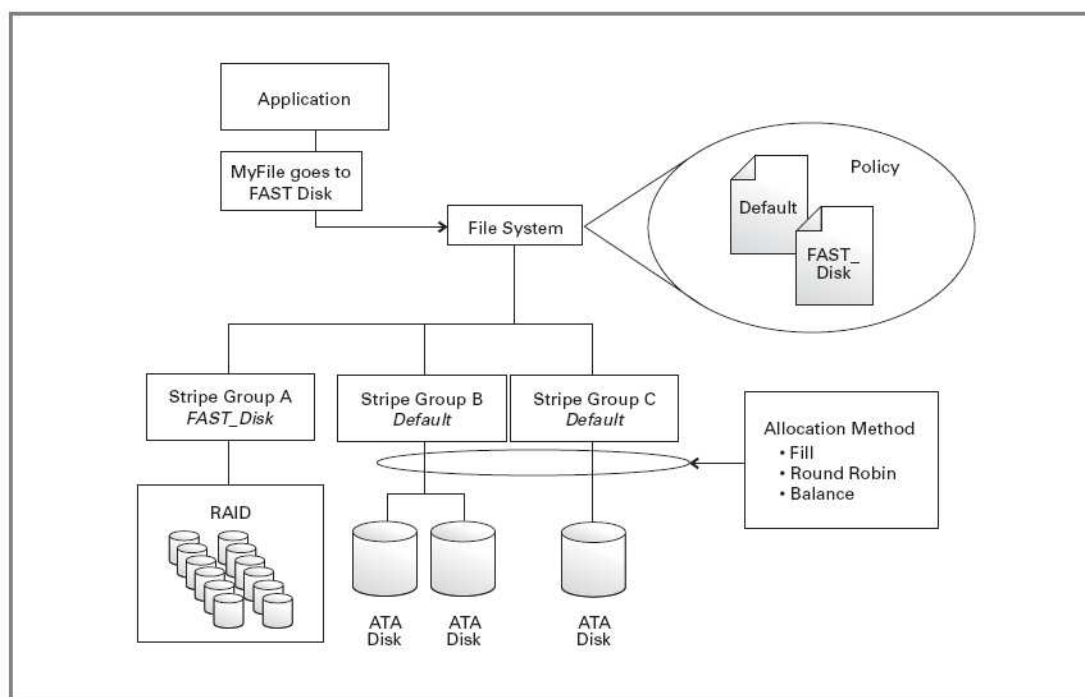 Application
MyFile goes to
FAST Disk
File System
Policy
Default
FAST_
Disk
Stripe Group A
FAST_Disk
Stripe Group B
Default
Stripe Group C
Default
Allocation Method
• Fill
• Round Robin
• Balance
RAID
ATA
Disk
ATA
Disk
ATA
Disk